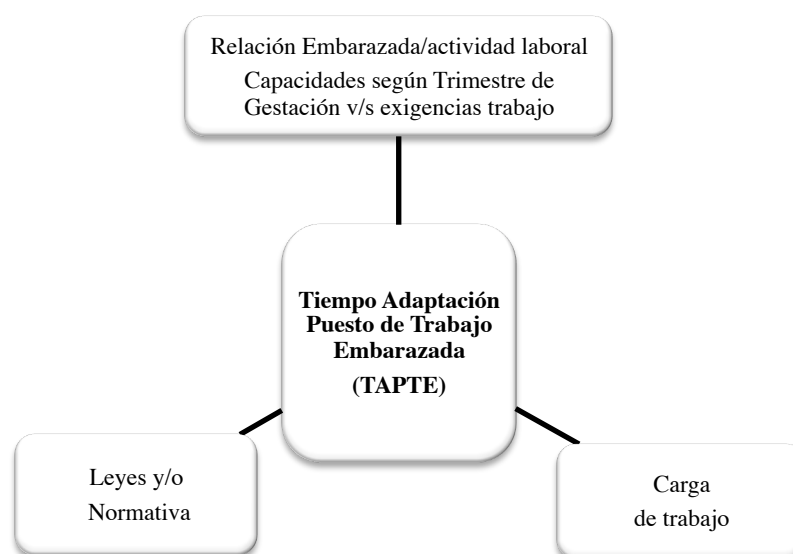 Relación Embarazada/actividad laboral
Capacidades según Trimestre de
Gestación v/s exigencias trabajo
Tiempo Adaptación
Puesto de Trabajo
Embarazada
(TAPTE)
Leyes y/o
Normativa
Carga
de trabajo